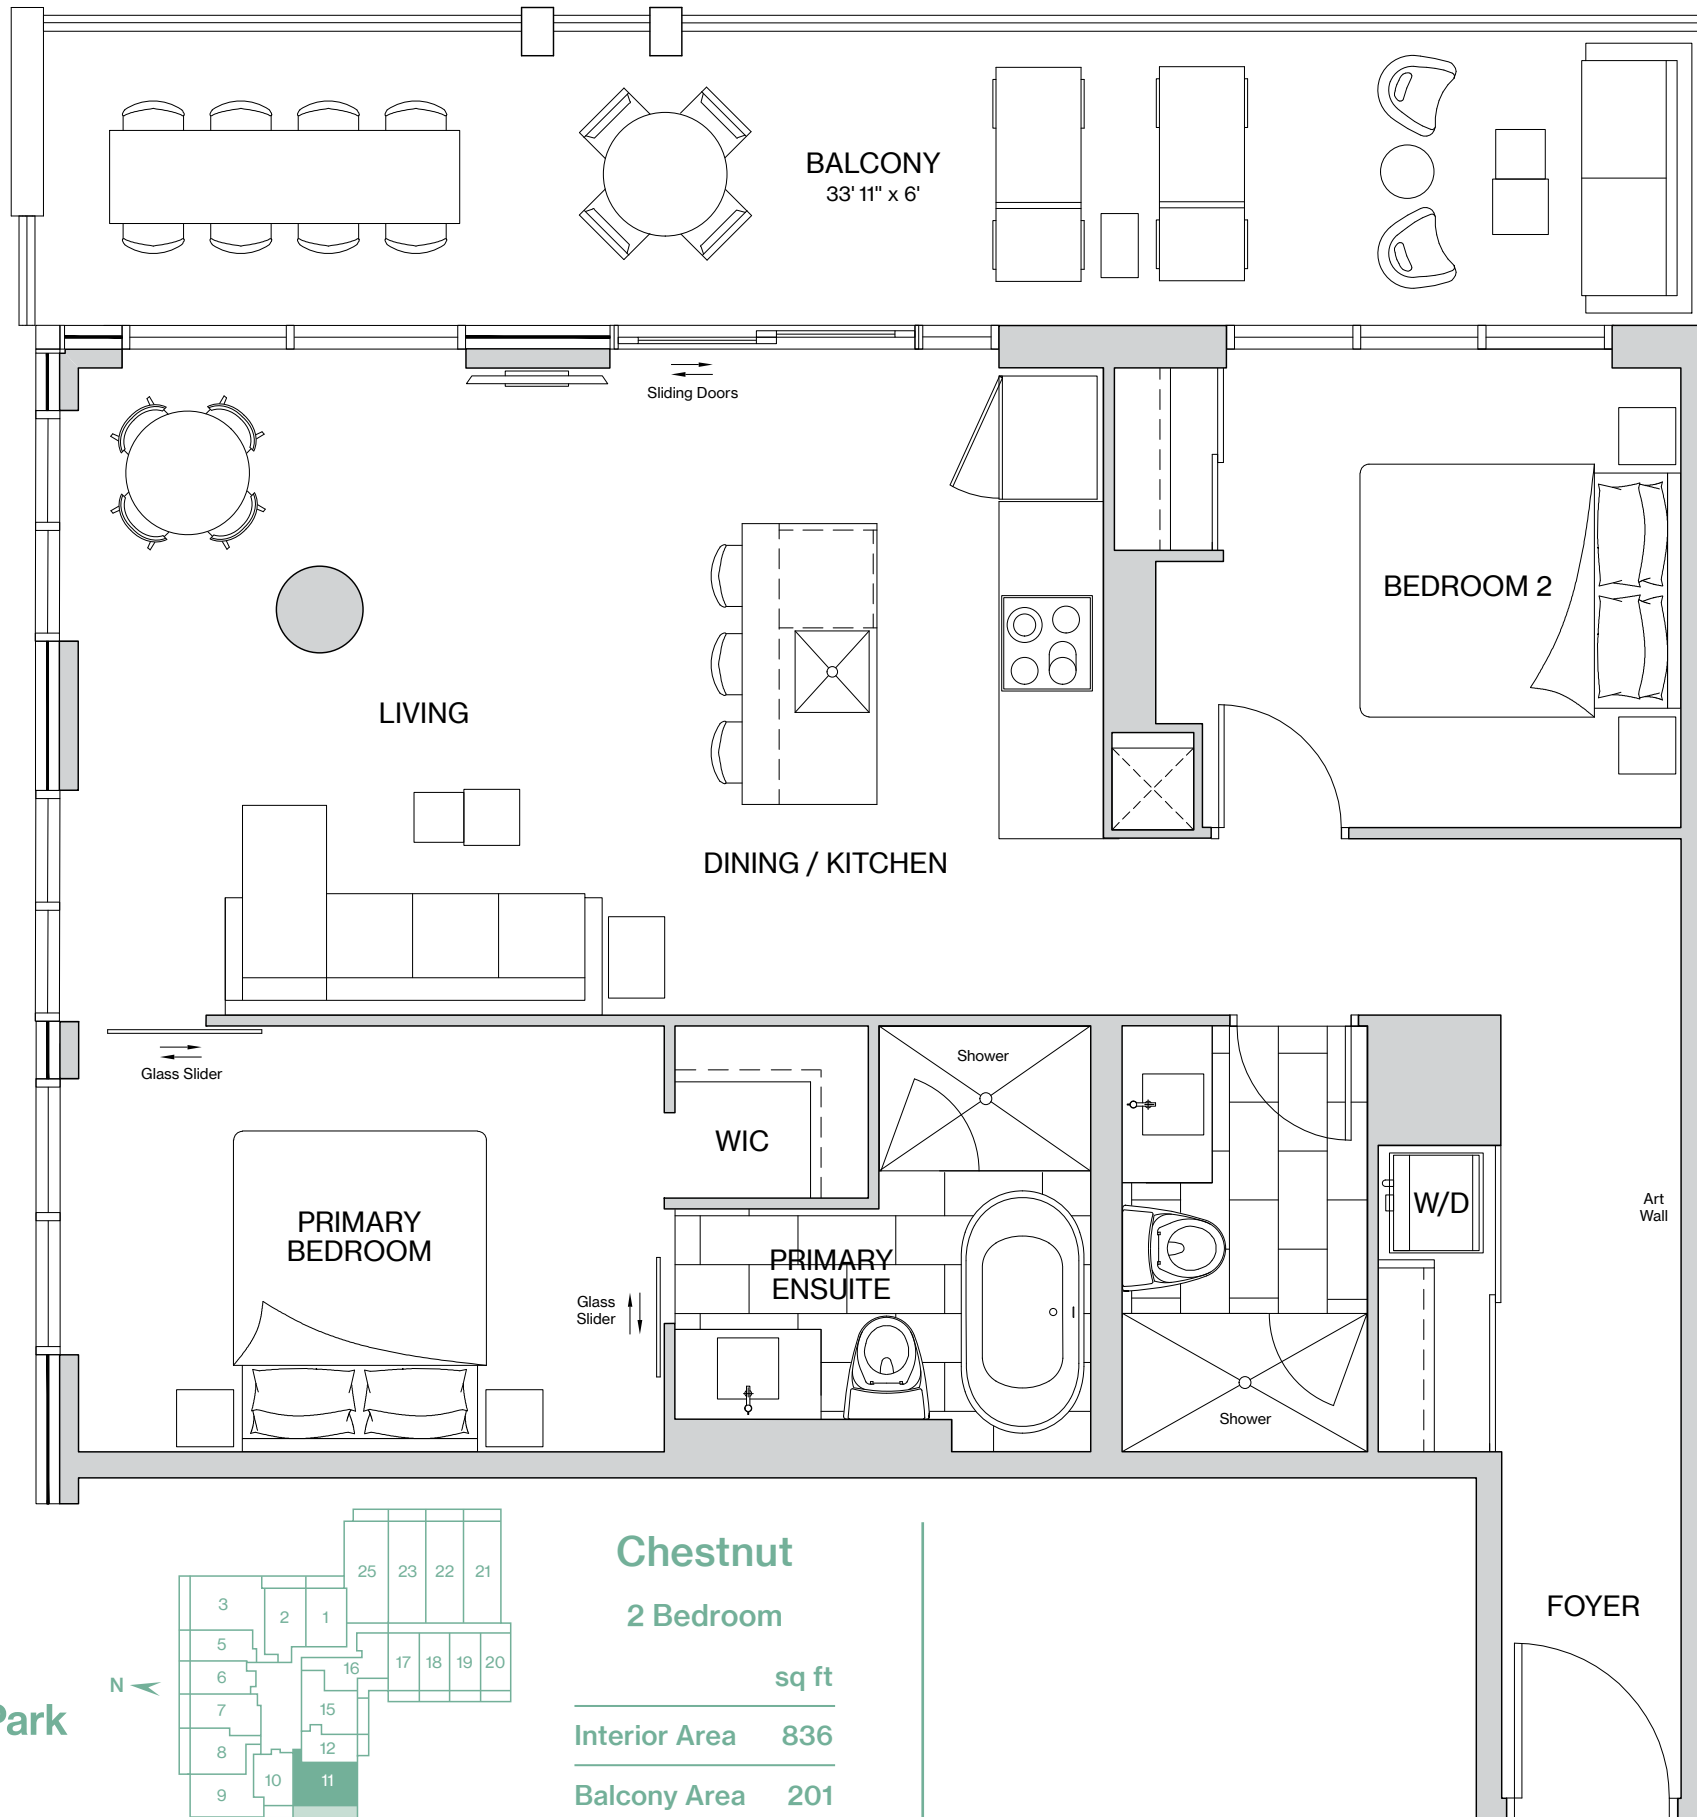 BALCONY
33' 11" x 6'
Sliding Doors
BEDROOM 2
LIVING
DINING / KITCHEN
Glass Slider
Shower
WIC
PRIMARY
BEDROOM
PRIMARY
ENSUITE
Glass
Slider
W/D
Art
Wall
Shower
FOYER
Park
N
25
23
22
21
3
2
1
5
6
16
17
18
19
20
7
15
8
12
9
10
11
Chestnut
2 Bedroom
sq ft
Interior Area 836
Balcony Area 201